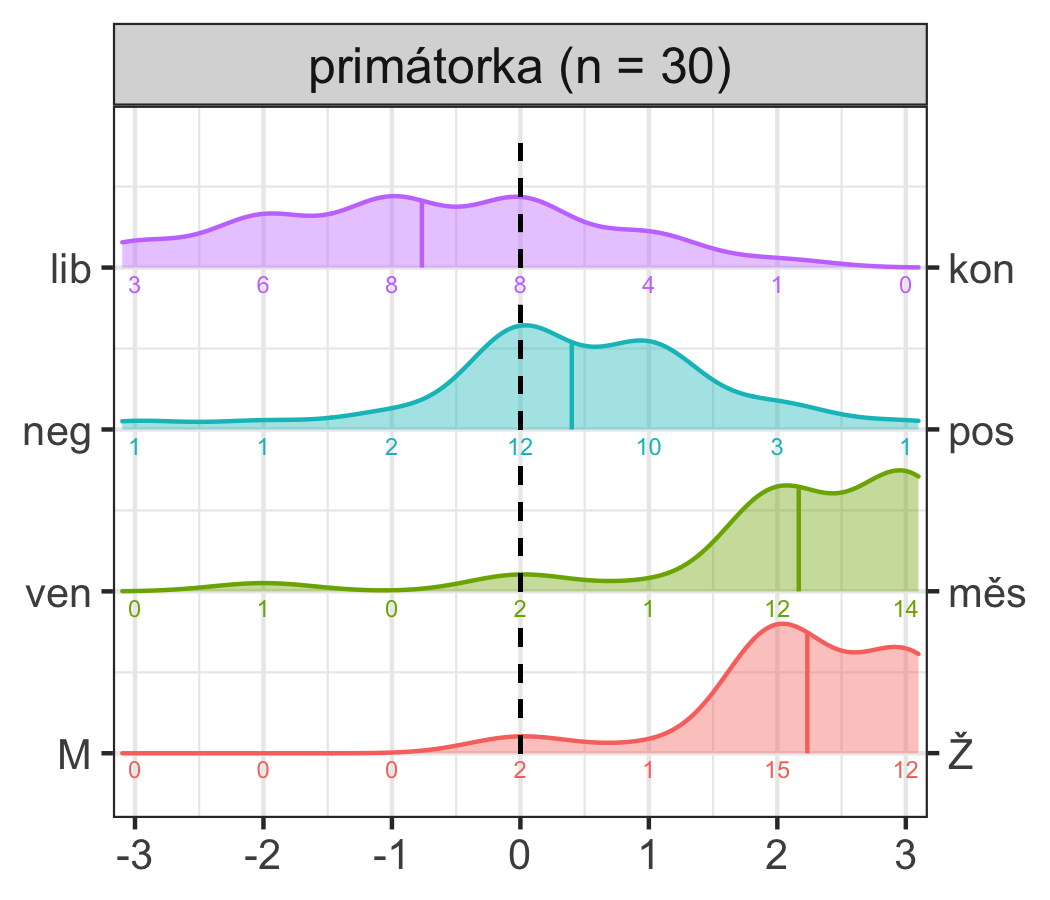 primátorka (n = 30)
lib kon
3 6 8 8 4 1 0
neg pos
1 1 2 12 10 3 1
ven měs
0 1 0 2 1 12 14
M Ž
0 0 0 2 1 15 12
-3 -2 -1 0 1 2 3